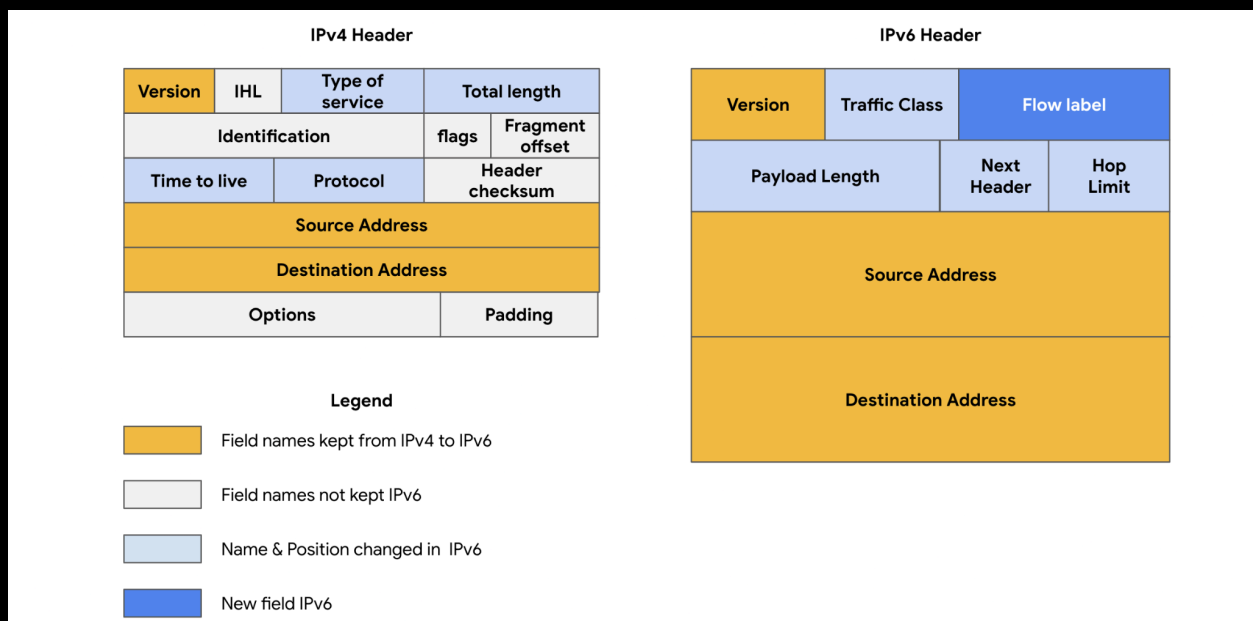 IPv4 Header
Version
IHL
Type of
service
Total length
Identification
flags
Fragment
offset
Time to live
Protocol
Header
checksum
Source Address
Destination Address
Options
Padding
Legend
Field names kept from IPv4 to IPv6
Field names not kept IPv6
Name & Position changed in IPv6
New field IPv6
IPv6 Header
Version
Traffic Class
Flow label
Payload Length
Next
Header
Hop
Limit
Source Address
Destination Address